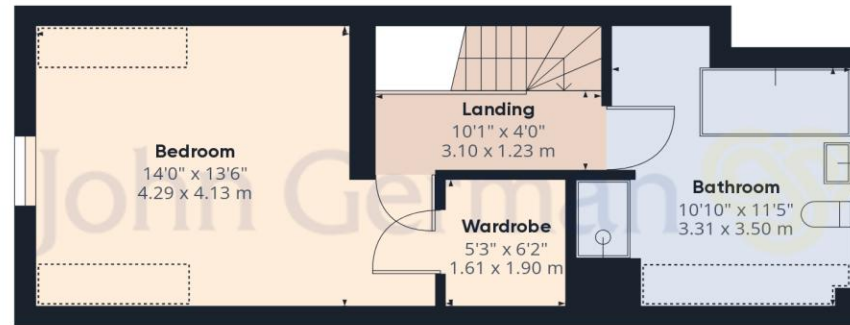 Landing
10'1" x 4'0"
3.10 x 1.23 m
Bedroom
14'0" x 13'6"
4.29 x 4.13 m
Bathroom
10'10" x 11'5"
3.31 x 3.50 m
Wardrobe
5'3" x 6'2"
1.61 x 1.90 m
John German